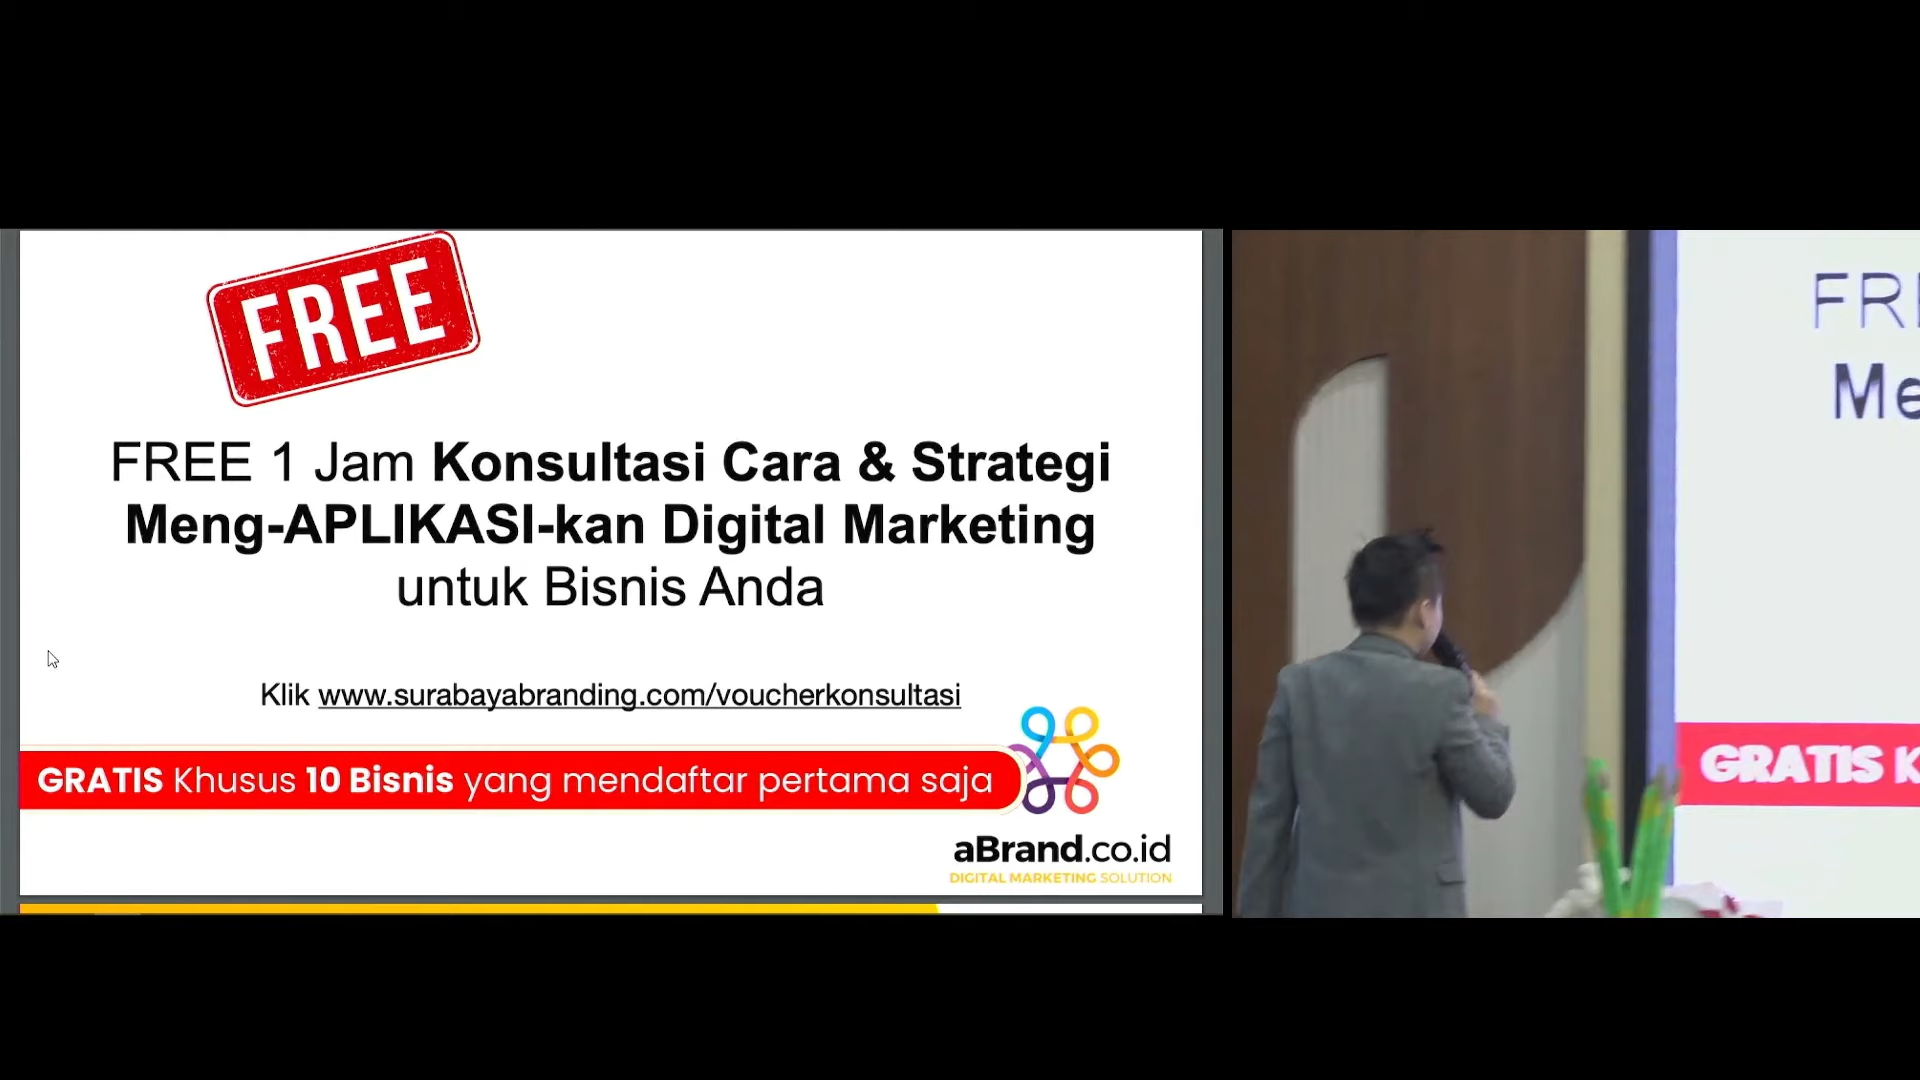 FREE
FREE 1 Jam Konsultasi Cara & Strategi
Meng-APLIKASI-kan Digital Marketing
untuk Bisnis Anda
Klik www.surabayabranding.com/voucherkonsultasi
GRATIS Khusus 10 Bisnis yang mendaftar pertama saja
aBrand.co.id
DIGITAL MARKETING SOLUTION
FR
Me
GRATIS K